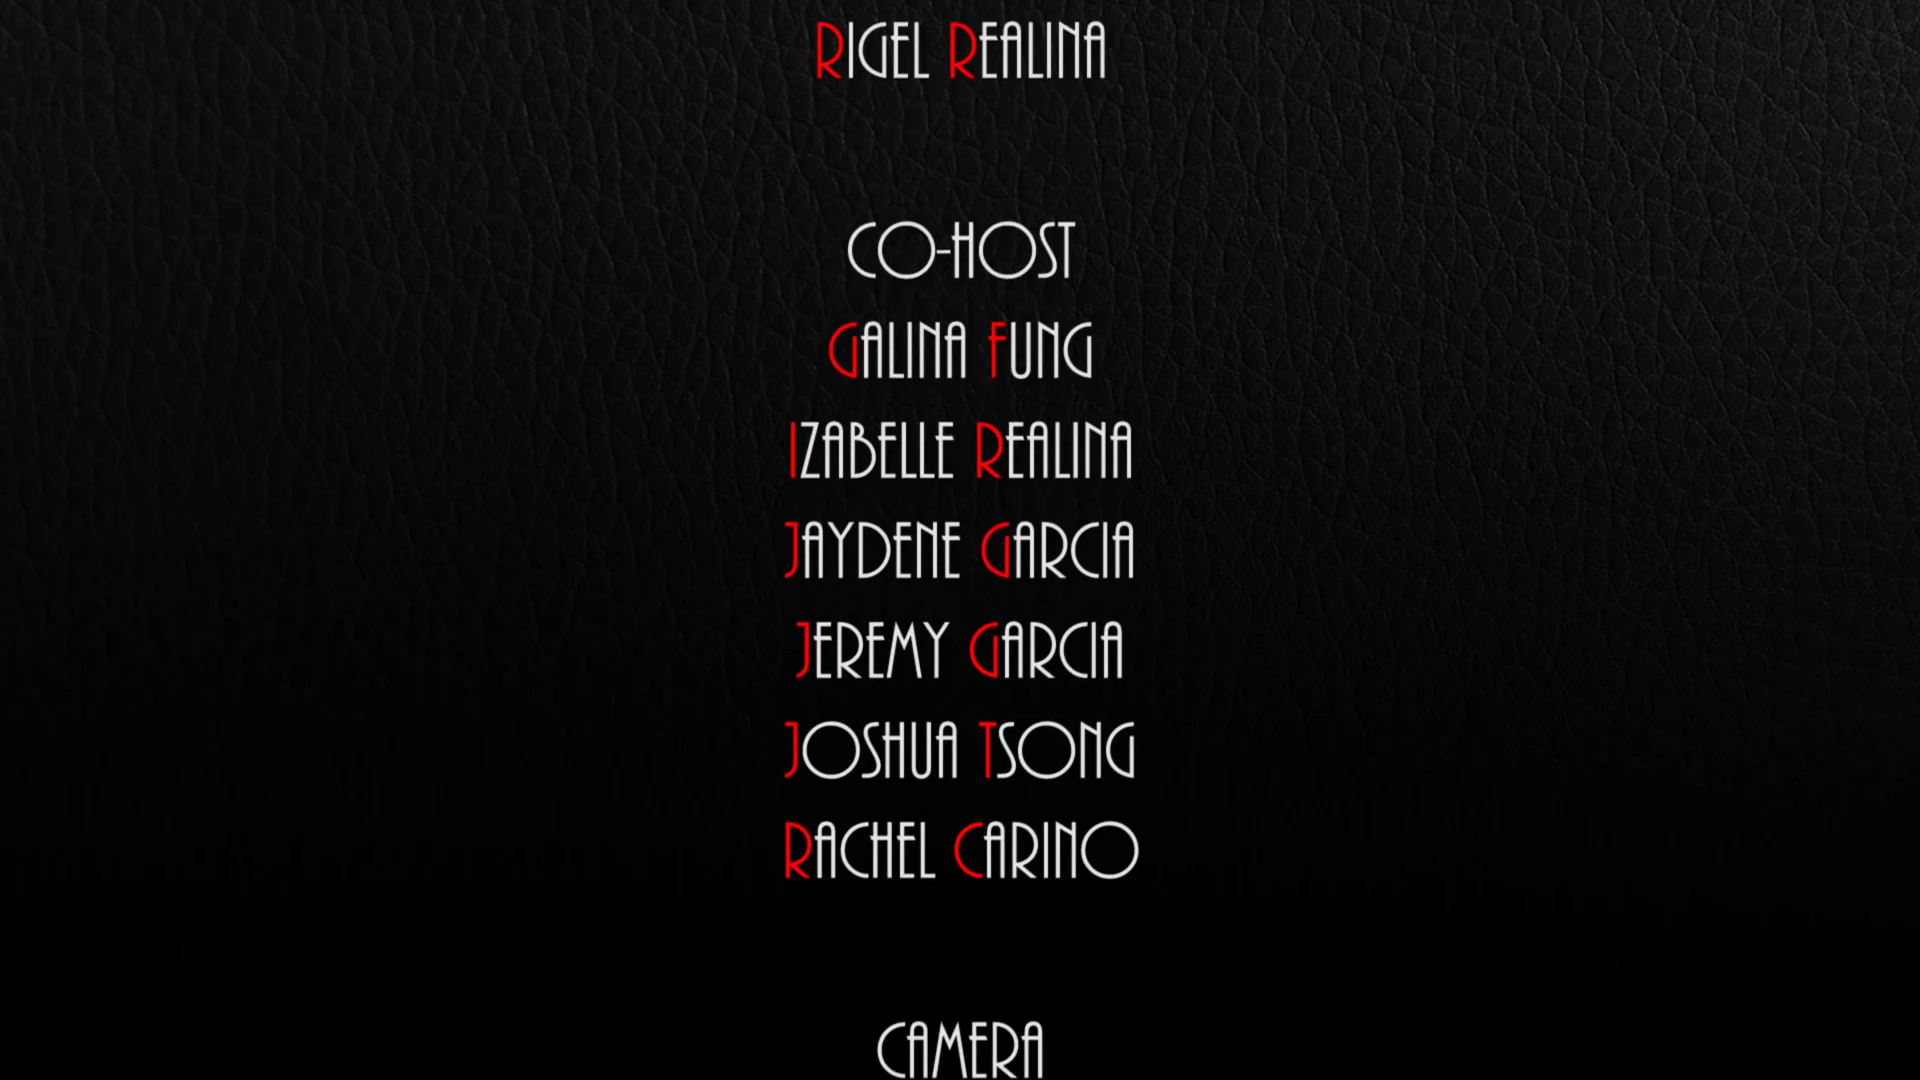 RIGEL REALINA
CO-HOST
GALINA FUNG
IZABELLE REALINA
JAYDENE GARCIA
JEREMY GARCIA
JOSHUA TSONG
RACHEL CARINO
CAMERA